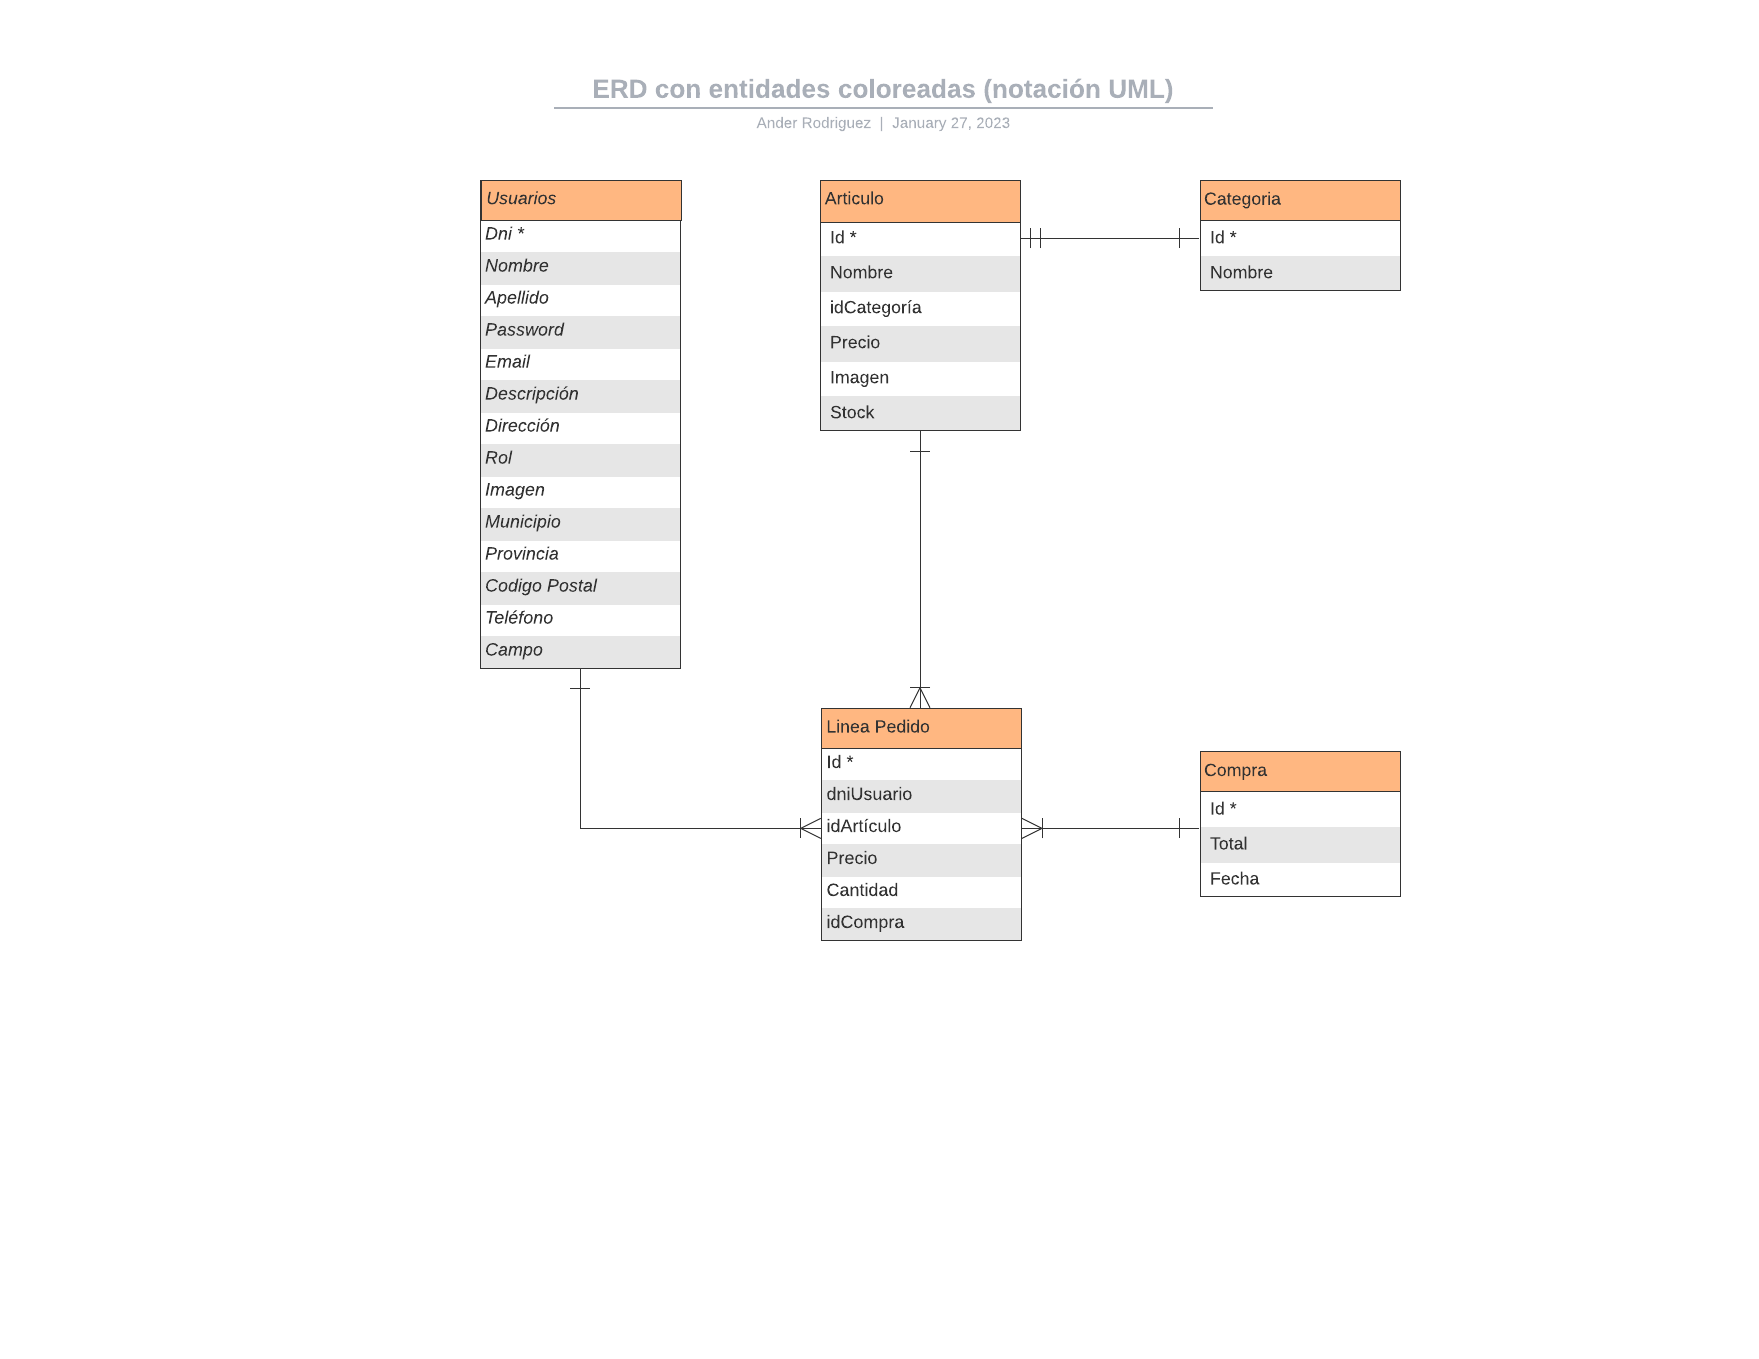 ERD con entidades coloreadas (notación UML)
Ander Rodriguez | January 27, 2023
Usuarios
Dni *
Nombre
Apellido
Password
Email
Descripción
Dirección
Rol
Imagen
Municipio
Provincia
Codigo Postal
Teléfono
Campo
Articulo
Id *
Nombre
idCategoría
Precio
Imagen
Stock
Categoria
Id *
Nombre
Linea Pedido
Id *
dniUsuario
idArtículo
Precio
Cantidad
idCompra
Compra
Id *
Total
Fecha